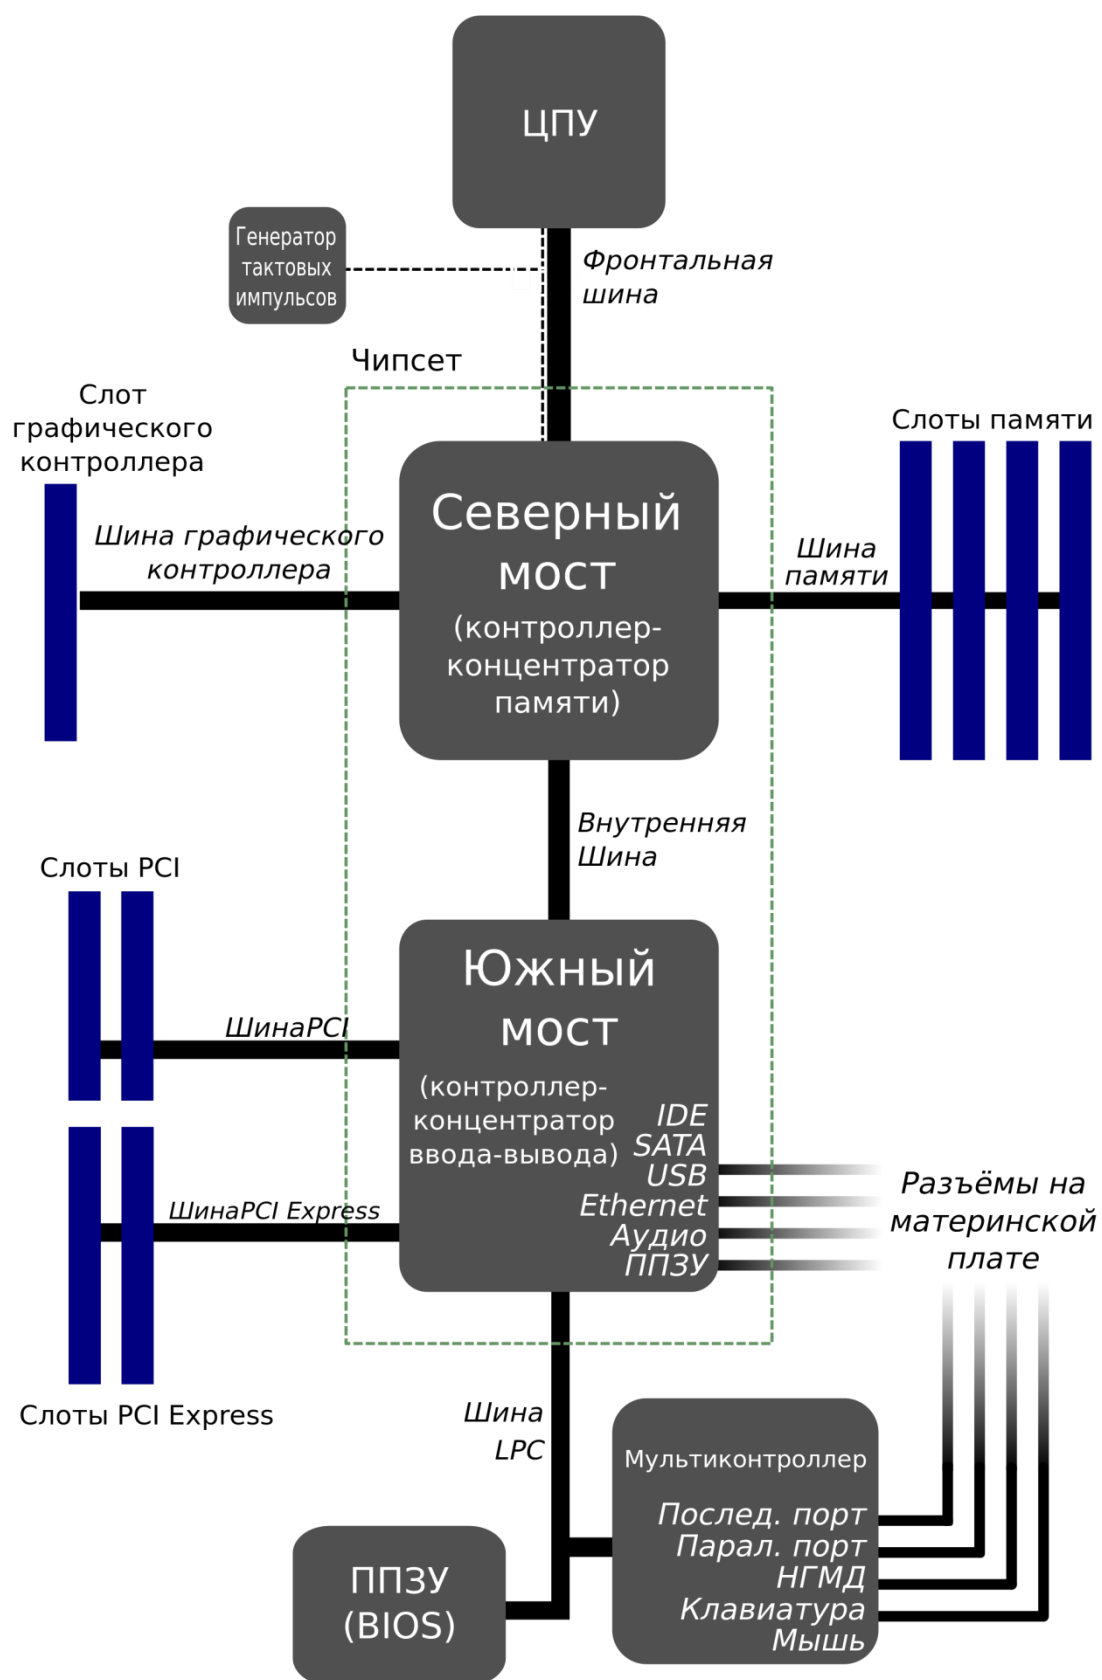 ЦПУ
Генератор
тактовых
импульсов
Фронтальная
шина
Чипсет
Слот
графического
контроллера
Слоты памяти
Шина графического
контроллера
Северный
мост
(контроллер-
концентратор
памяти)
Шина
памяти
Внутренняя
Шина
Слоты PCI
Южный
мост
(контроллер-
концентратор
ввода-вывода)
IDE
SATA
USB
Ethernet
Аудио
ППЗУ
ШинаPCI
ШинаPCI Express
Разъёмы на
материнской
плате
Слоты PCI Express
Шина
LPC
Мультиконтроллер
Послед. порт
Парал. порт
НГМД
Клавиатура
Мышь
ППЗУ
(BIOS)